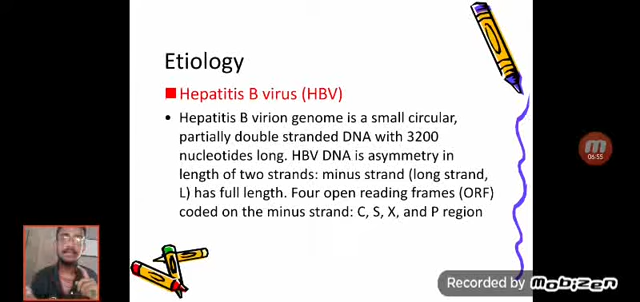 Etiology
Hepatitis B virus (HBV)
• Hepatitis B virion genome is a small circular,
partially double stranded DNA with 3200
nucleotides long. HBV DNA is asymmetry in
length of two strands: minus strand (long strand,
L) has full length. Four open reading frames (ORF)
coded on the minus strand: C, S, X, and P region
06:55
Recorded by mobizen